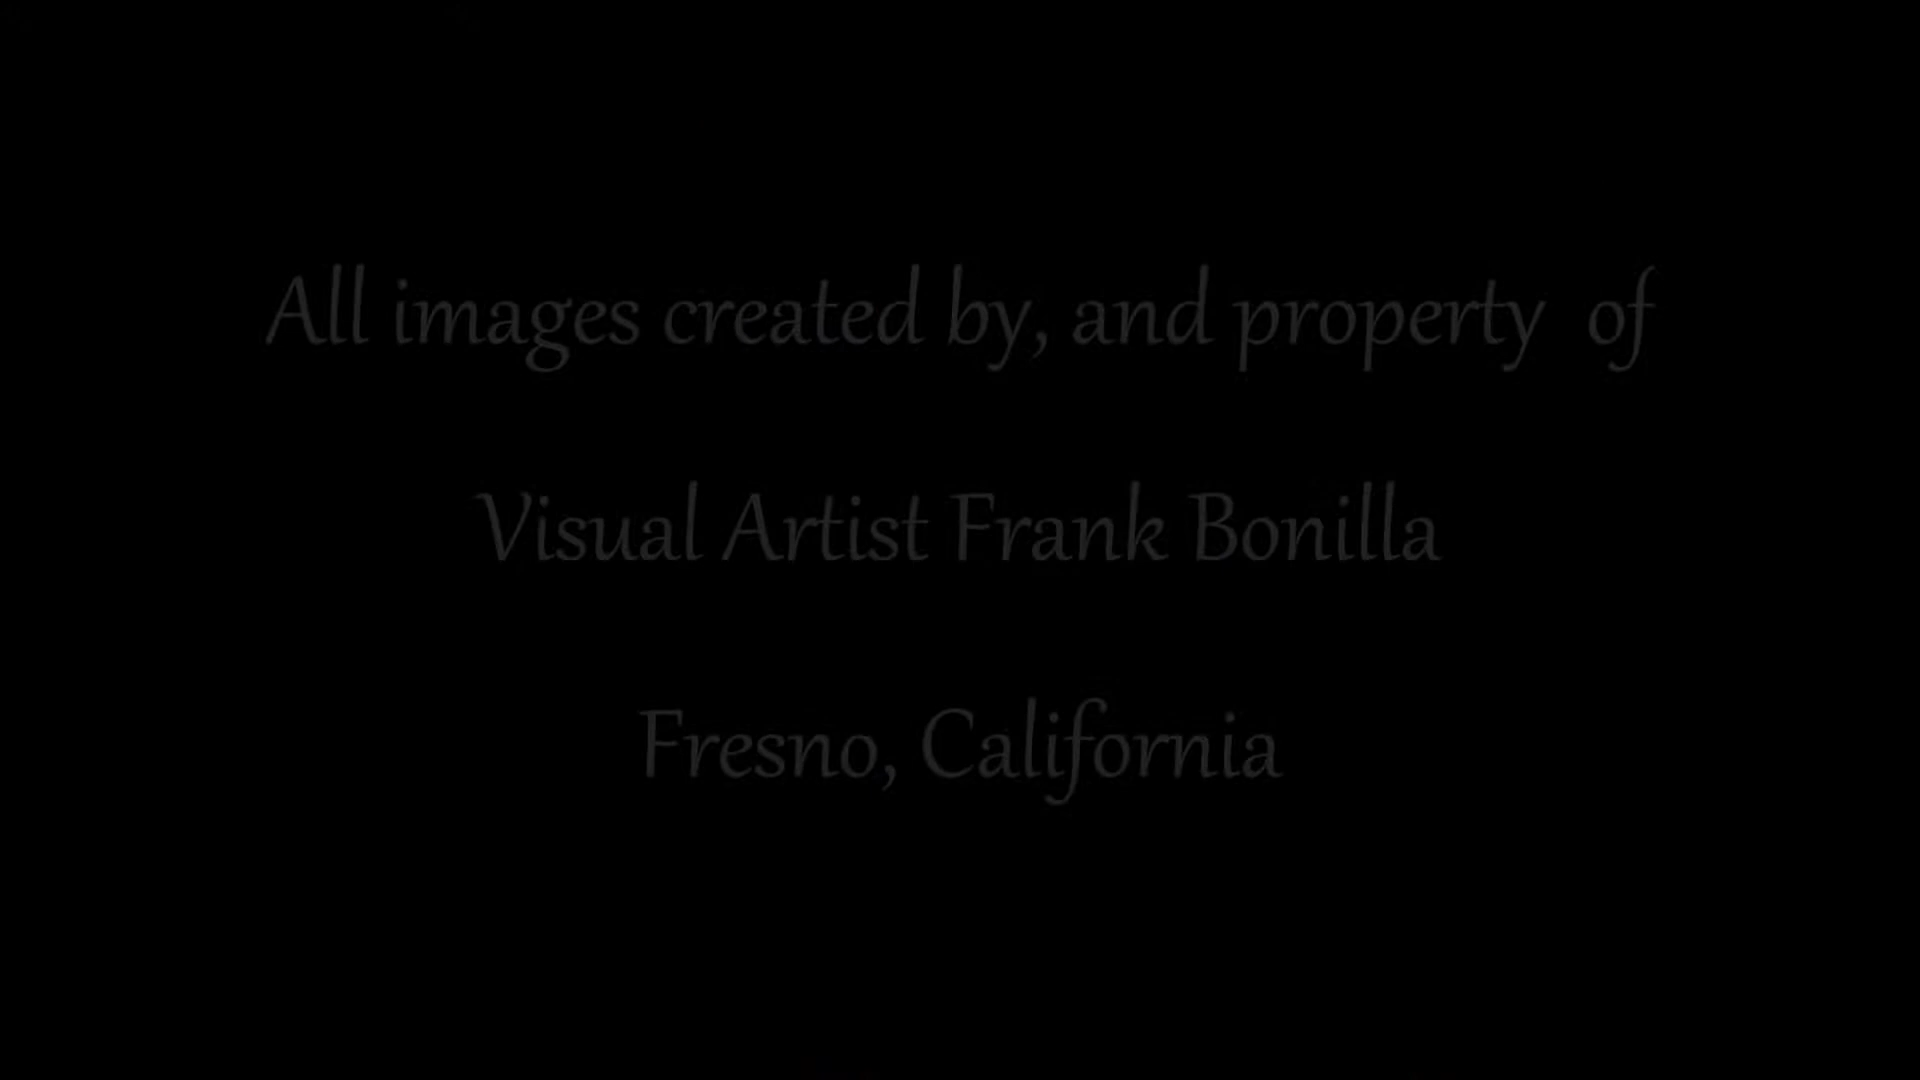 All images created by, and property of
Visual Artist Frank Bonilla
Fresno, California